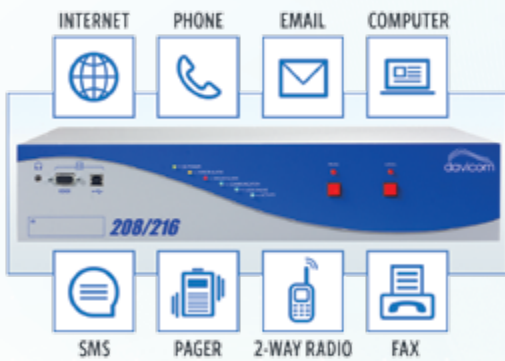 INTERNET PHONE EMAIL COMPUTER
davicom
208/216
SMS PAGER 2-WAY RADIO FAX